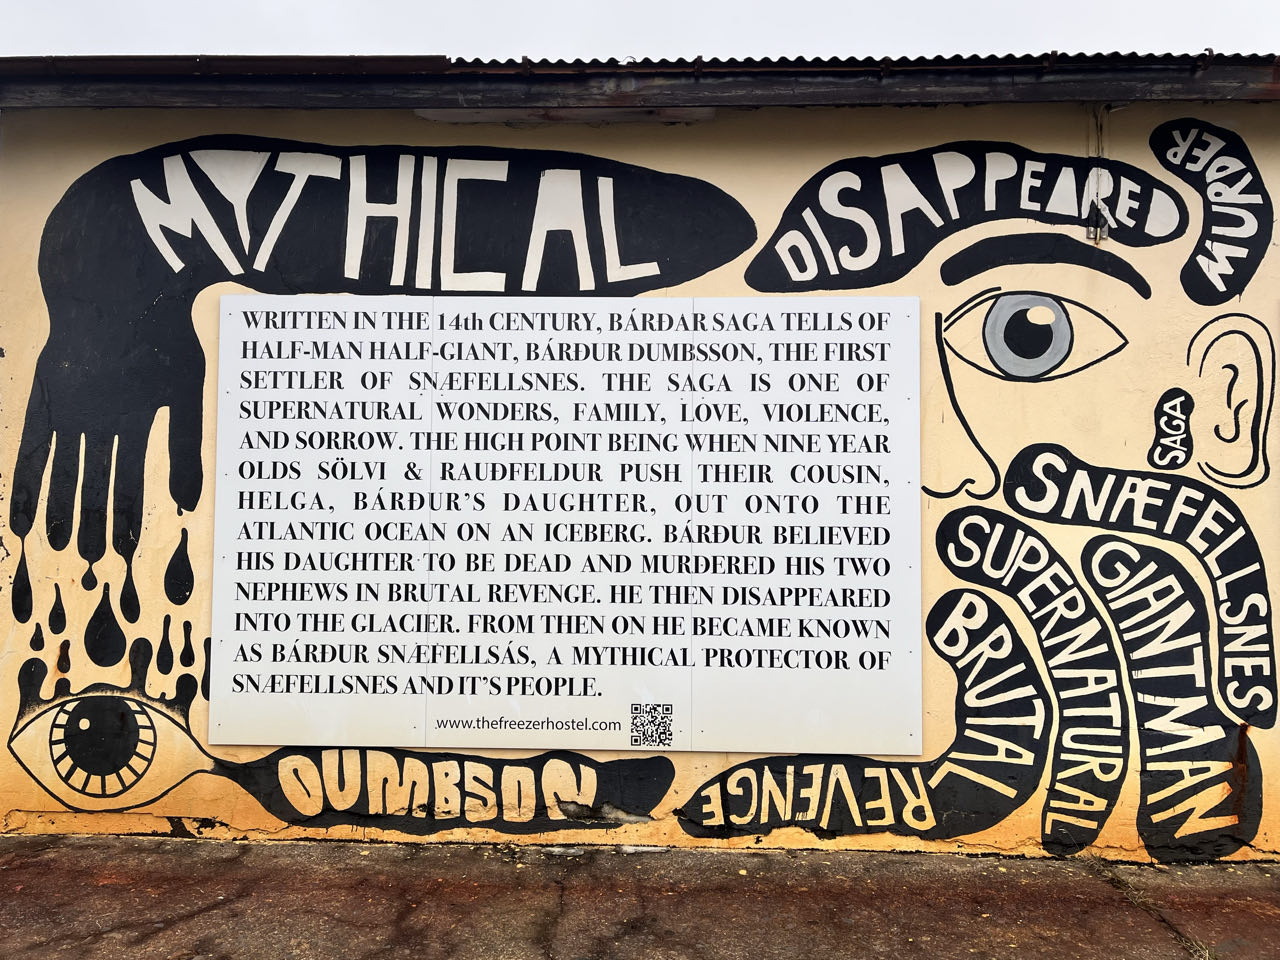 MYTHICAL
DISAPPEARED
MURDER
WRITTEN IN THE 14th CENTURY, BÁRÐAR SAGA TELLS OF
HALF-MAN HALF-GIANT, BÁRÐUR DUMBSSON, THE FIRST
SETTLER OF SNÆFELLSNES. THE SAGA IS ONE OF
SUPERNATURAL WONDERS, FAMILY, LOVE, VIOLENCE,
AND SORROW. THE HIGH POINT BEING WHEN NINE YEAR
OLDS SÖLVI & RAUÐFELDUR PUSH THEIR COUSIN,
HELGA, BÁRÐUR'S DAUGHTER, OUT ONTO THE
ATLANTIC OCEAN ON AN ICEBERG. BÁRÐUR BELIEVED
HIS DAUGHTER TO BE DEAD AND MURÐERED HIS TWO
NEPHEWS IN BRUTAL REVENGE. HE THEN DISAPPEARED
INTO THE GLACIER. FROM THEN ON HE BECAME KNOWN
AS BÁRÐUR SNÆFELLSÁS, A MYTHICAL PROTECTOR OF
SNÆFELLSNES AND IT'S PEOPLE.
www.thefreezerhostel.com
SAGA
SNÆFELLSNES
GIANT MAN
SUPERNATURAL
BRUTAL
REVENGE
DUMBSON